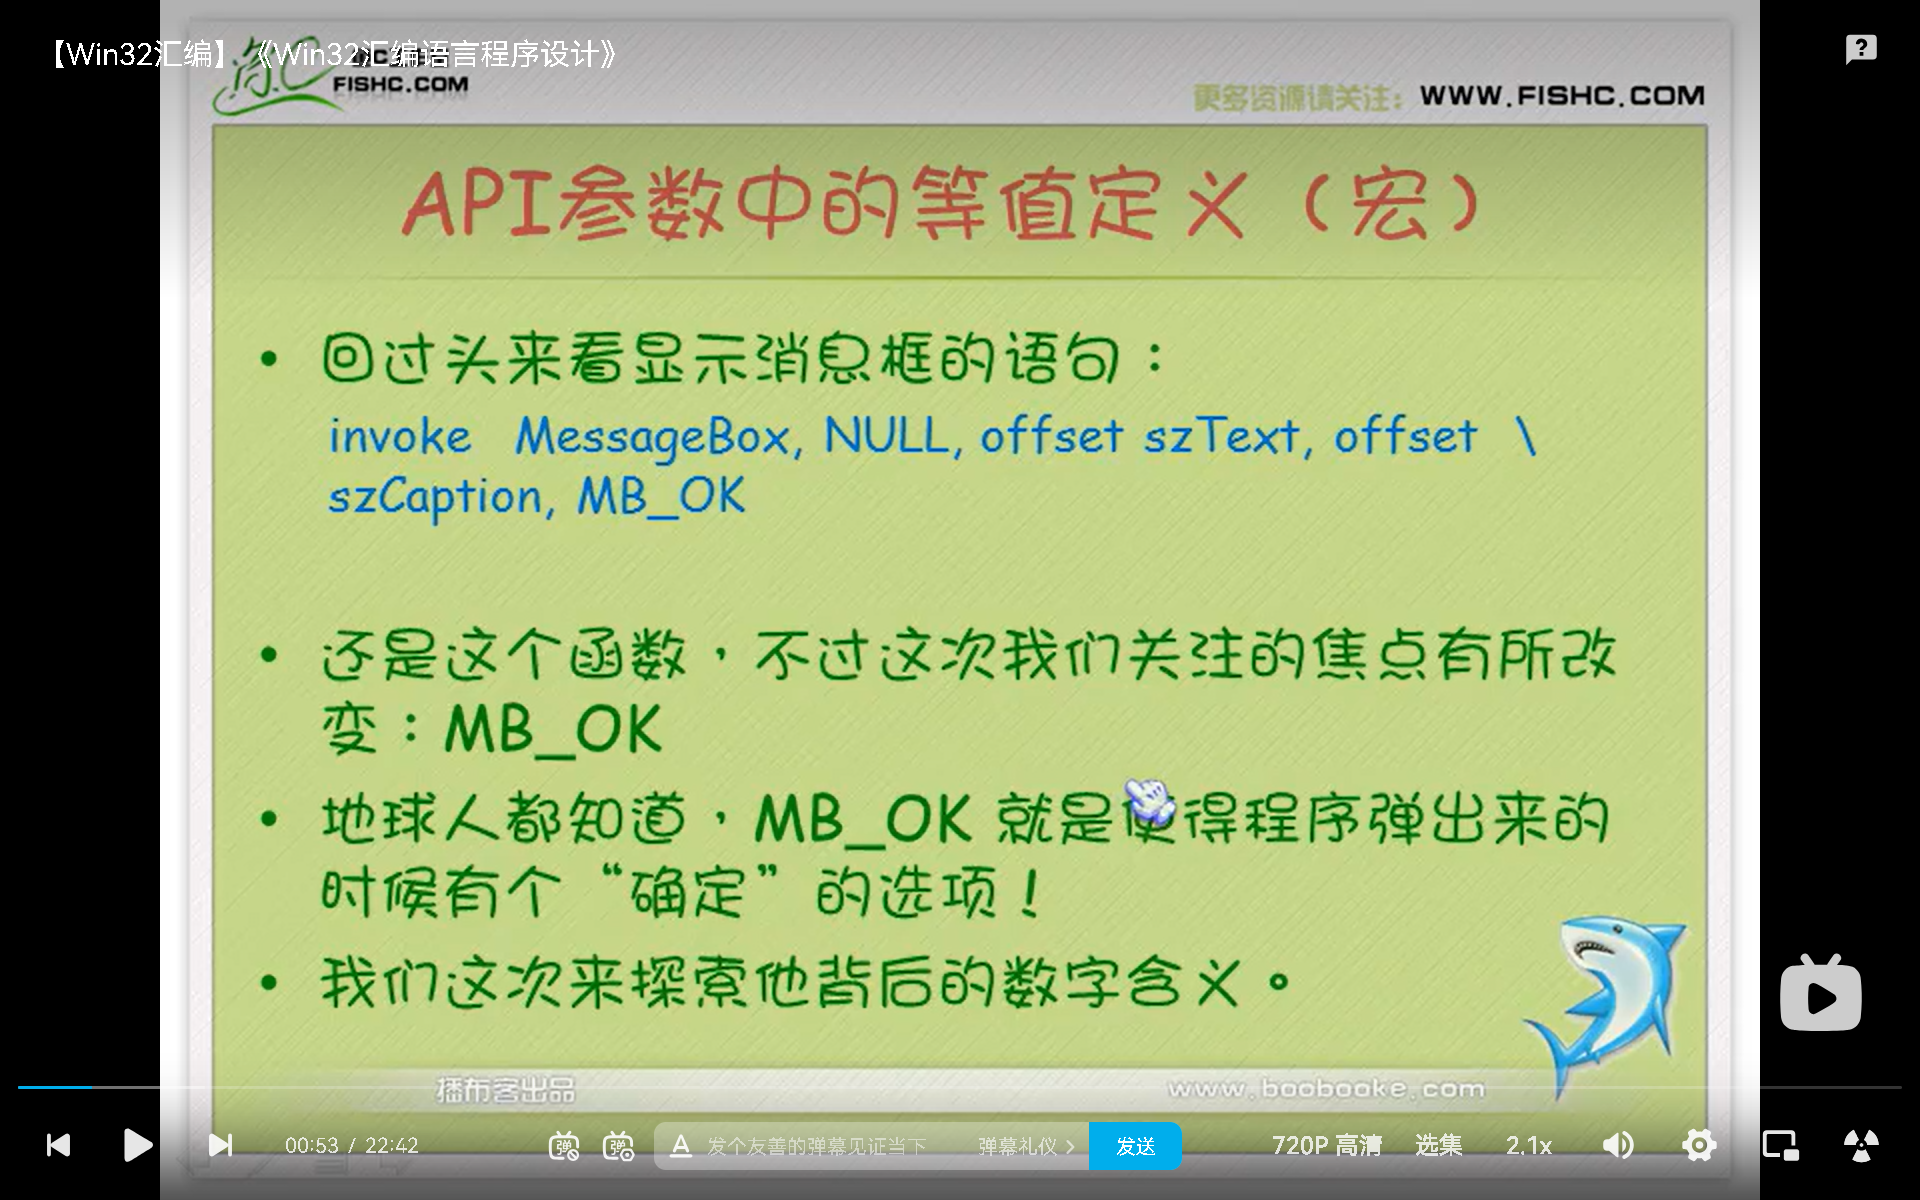 【Win32汇编】《Win32汇编语言程序设计》
FISHC.COM
更多资源请关注：WWW.FISHC.COM
API参数中的等值定义（宏）
• 回过头来看显示消息框的语句：
invoke MessageBox, NULL, offset szText, offset \
szCaption, MB_OK
• 还是这个函数，不过这次我们关注的焦点有所改
变：MB_OK
• 地球人都知道，MB_OK 就是使得程序弹出来的
时候有个“确定”的选项！
• 我们这次来探索他背后的数字含义。
播布客出品 www.boobooke.com
00:53 / 22:42 弹 弹 A 发个友善的弹幕见证当下 弹幕礼仪 > 发送 720P 高清 选集 2.1x